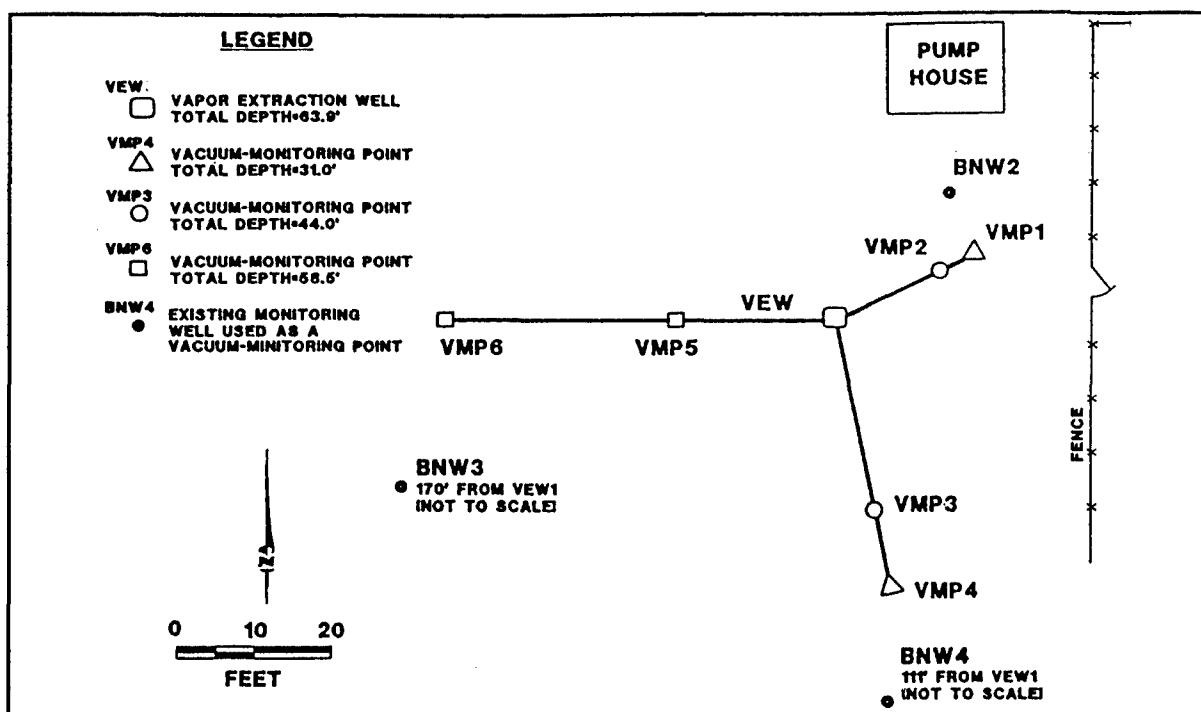 LEGEND
VEW
VAPOR EXTRACTION WELL
TOTAL DEPTH=63.9'
VMP4
VACUUM-MONITORING POINT
TOTAL DEPTH=31.0'
VMP3
VACUUM-MONITORING POINT
TOTAL DEPTH=44.0'
VMP6
VACUUM-MONITORING POINT
TOTAL DEPTH=58.5'
BNW4
EXISTING MONITORING
WELL USED AS A
VACUUM-MINITORING POINT
PUMP
HOUSE
BNW2
VMP1
VMP2
VEW
VMP6
VMP5
FENCE
BNW3
170' FROM VEW1
(NOT TO SCALE)
VMP3
VMP4
N
0 10 20
FEET
BNW4
111' FROM VEW1
(NOT TO SCALE)